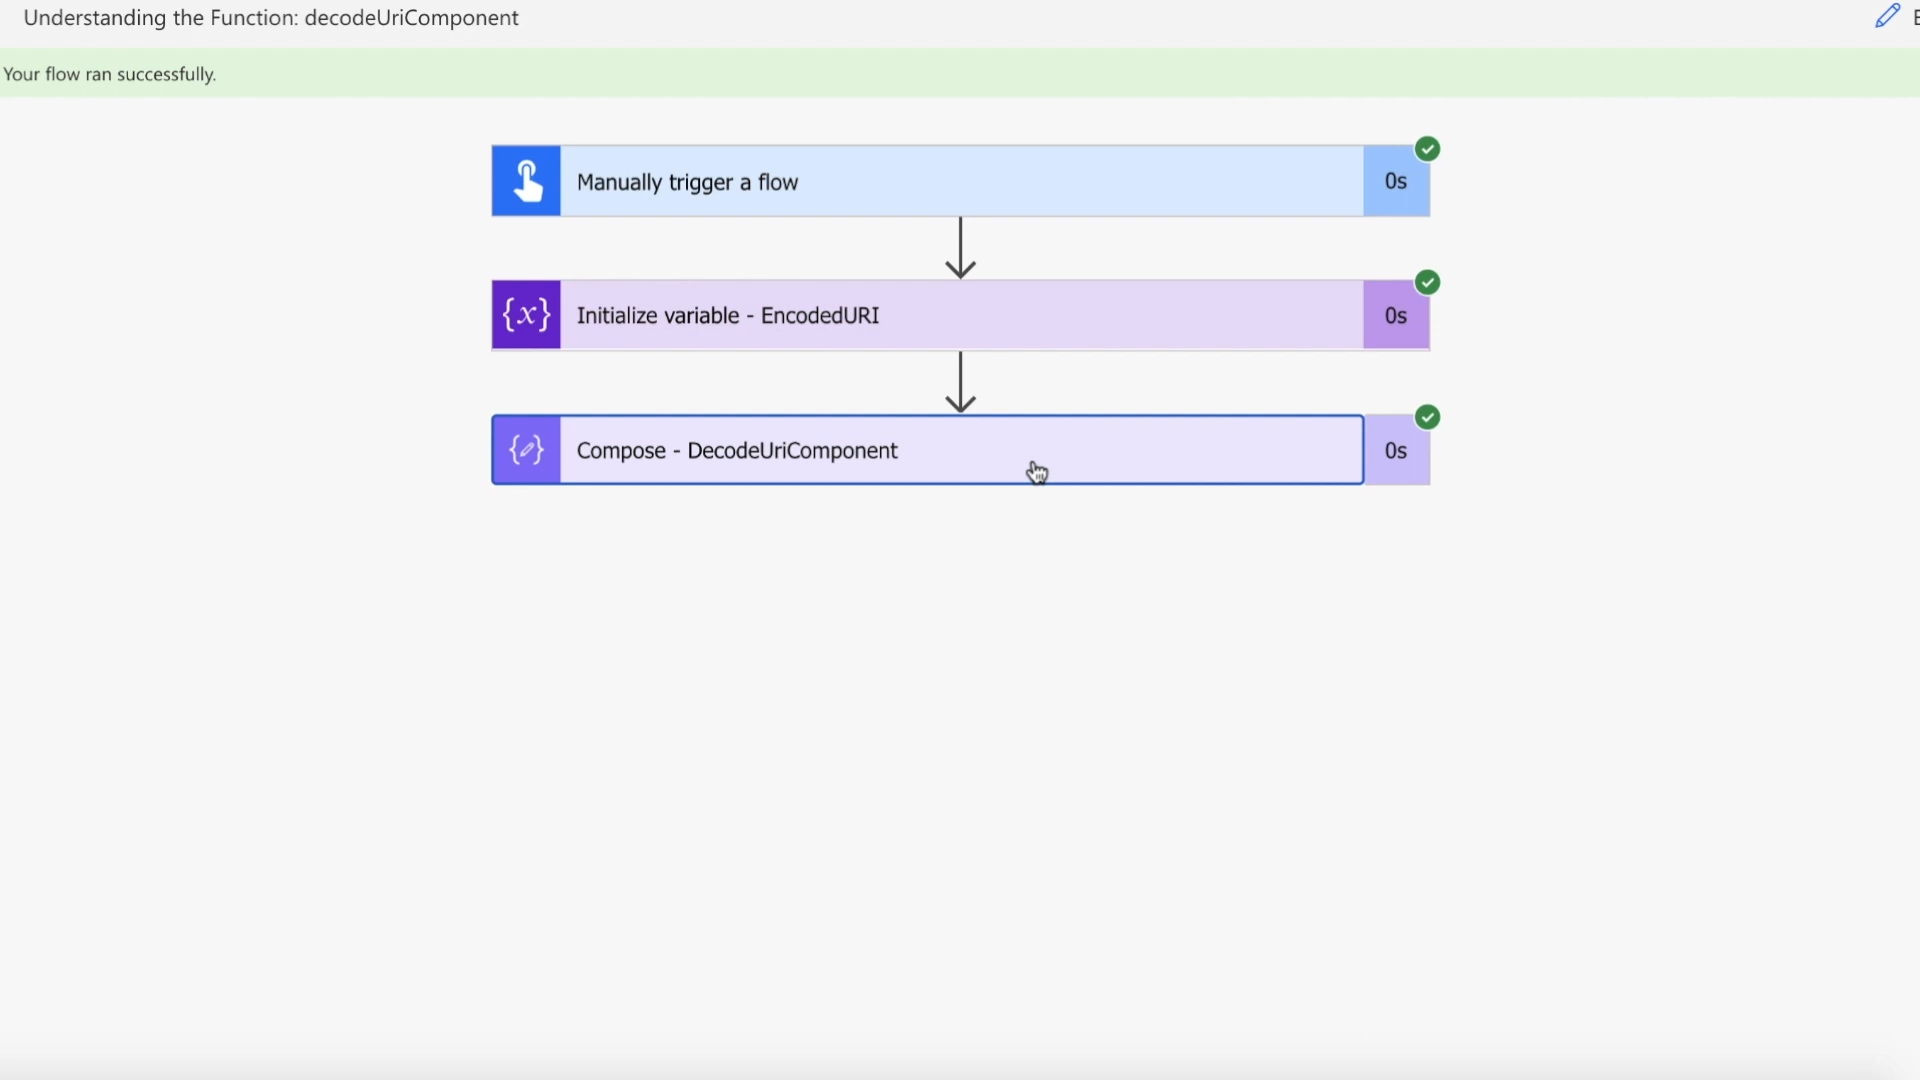 Understanding the Function: decodeUriComponent
Your flow ran successfully.
Manually trigger a flow
0s
{x} Initialize variable - EncodedURI
0s
Compose - DecodeUriComponent
0s